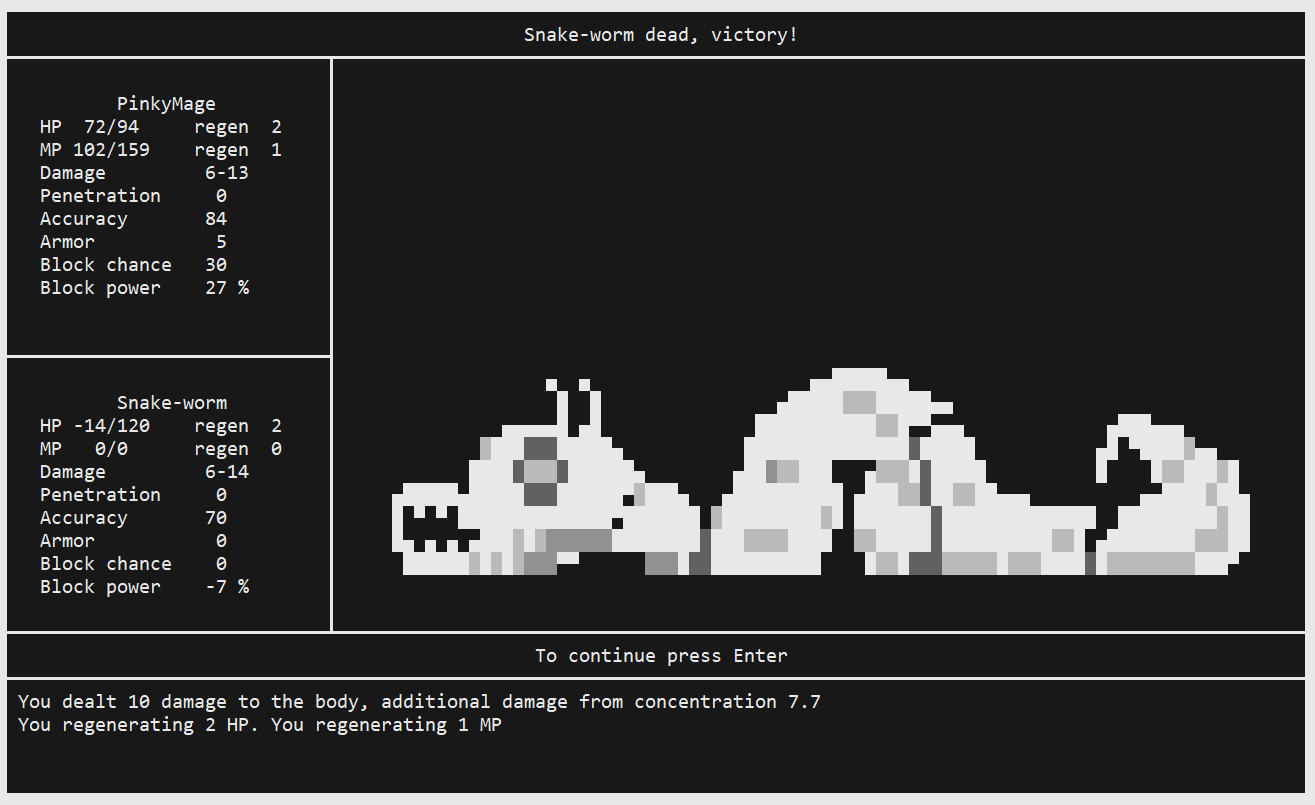 Snake-worm dead, victory!
PinkyMage
HP 72/94 regen 2
MP 102/159 regen 1
Damage 6-13
Penetration 0
Accuracy 84
Armor 5
Block chance 30
Block power 27 %
Snake-worm
HP -14/120 regen 2
MP 0/0 regen 0
Damage 6-14
Penetration 0
Accuracy 70
Armor 0
Block chance 0
Block power -7 %
To continue press Enter
You dealt 10 damage to the body, additional damage from concentration 7.7
You regenerating 2 HP. You regenerating 1 MP